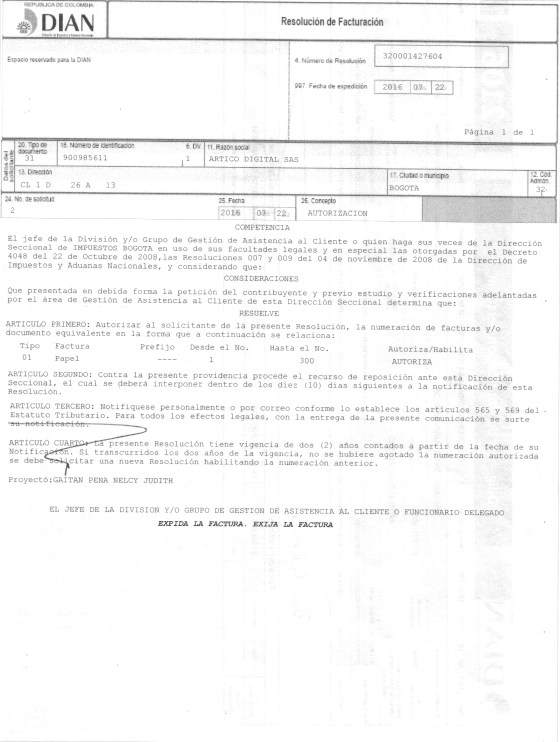 REPUBLICA DE COLOMBIA
DIAN
Resolución de Facturación
Espacio reservado para la DIAN
4. Número de Resolución 320001427604
997. Fecha de expedición 2016 03 22
Página 1 de 1
Datos del solicitante
20. Tipo de documento 31
18. Número de Identificación 900985611
6. DV 1
11. Razón social ARTICO DIGITAL SAS
13. Dirección CL 1 D 26 A 13
17. Ciudad o municipio BOGOTA
12. Cód. Admón. 32
24. No. de solicitud 2
25. Fecha 2016 03 22
26. Concepto AUTORIZACION
COMPETENCIA
El jefe de la División y/o Grupo de Gestión de Asistencia al Cliente o quien haga sus veces de la Dirección
Seccional de IMPUESTOS BOGOTA en uso de sus facultades legales y en especial las otorgadas por el Decreto
4048 del 22 de Octubre de 2008,las Resoluciones 007 y 009 del 04 de noviembre de 2008 de la Dirección de
Impuestos y Aduanas Nacionales, y considerando que:
CONSIDERACIONES
Que presentada en debida forma la petición del contribuyente y previo estudio y verificaciones adelantadas
por el área de Gestión de Asistencia al Cliente de esta Dirección Seccional determina que:
RESUELVE
ARTICULO PRIMERO: Autorizar al solicitante de la presente Resolución, la numeración de facturas y/o
documento equivalente en la forma que a continuación se relaciona:
Tipo Factura Prefijo Desde el No. Hasta el No. Autoriza/Habilita
01 Papel ---- 1 300 AUTORIZA
ARTICULO SEGUNDO: Contra la presente providencia procede el recurso de reposición ante esta Dirección
Seccional, el cual se deberá interponer dentro de los diez (10) días siguientes a la notificación de esta
Resolución.
ARTICULO TERCERO: Notifíquese personalmente o por correo conforme lo establece los artículos 565 y 569 del
Estatuto Tributario. Para todos los efectos legales, con la entrega de la presente comunicación se surte
su notificación.
ARTICULO CUARTO: La presente Resolución tiene vigencia de dos (2) años contados a partir de la fecha de su
Notificación. Si transcurridos los dos años de la vigencia, no se hubiere agotado la numeración autorizada
se debe solicitar una nueva Resolución habilitando la numeración anterior.
Proyectó:GAITAN PENA NELCY JUDITH
EL JEFE DE LA DIVISION Y/O GRUPO DE GESTION DE ASISTENCIA AL CLIENTE O FUNCIONARIO DELEGADO
EXPIDA LA FACTURA. EXIJA LA FACTURA